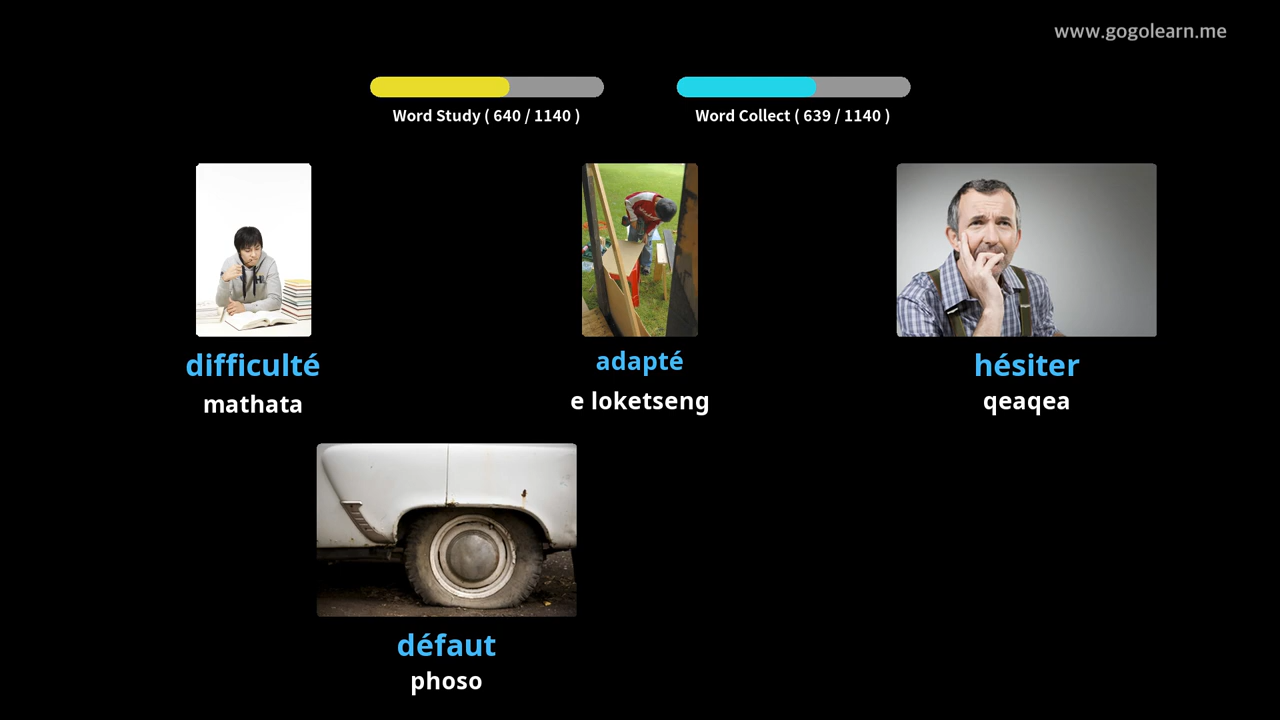 www.gogolearn.me
Word Study ( 640 / 1140 )
Word Collect ( 639 / 1140 )
difficulté
mathata
adapté
e loketseng
hésiter
qeaqea
défaut
phoso